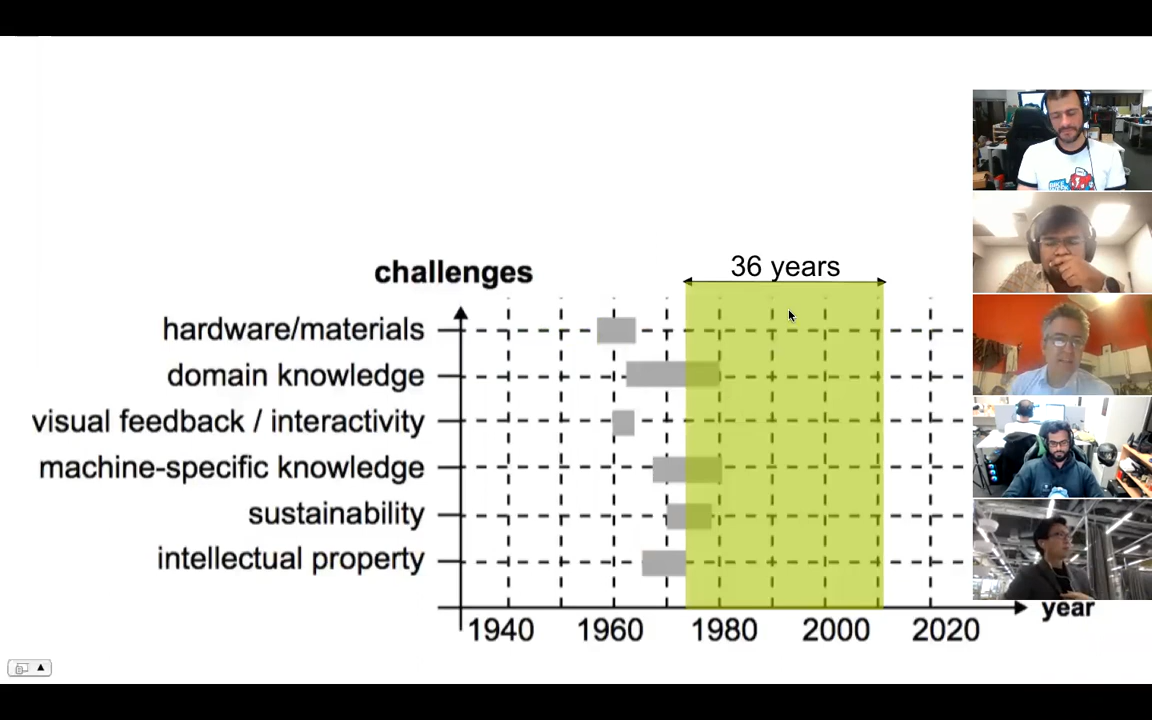 36 years
challenges
hardware/materials
domain knowledge
visual feedback / interactivity
machine-specific knowledge
sustainability
intellectual property
year
1940 1960 1980 2000 2020